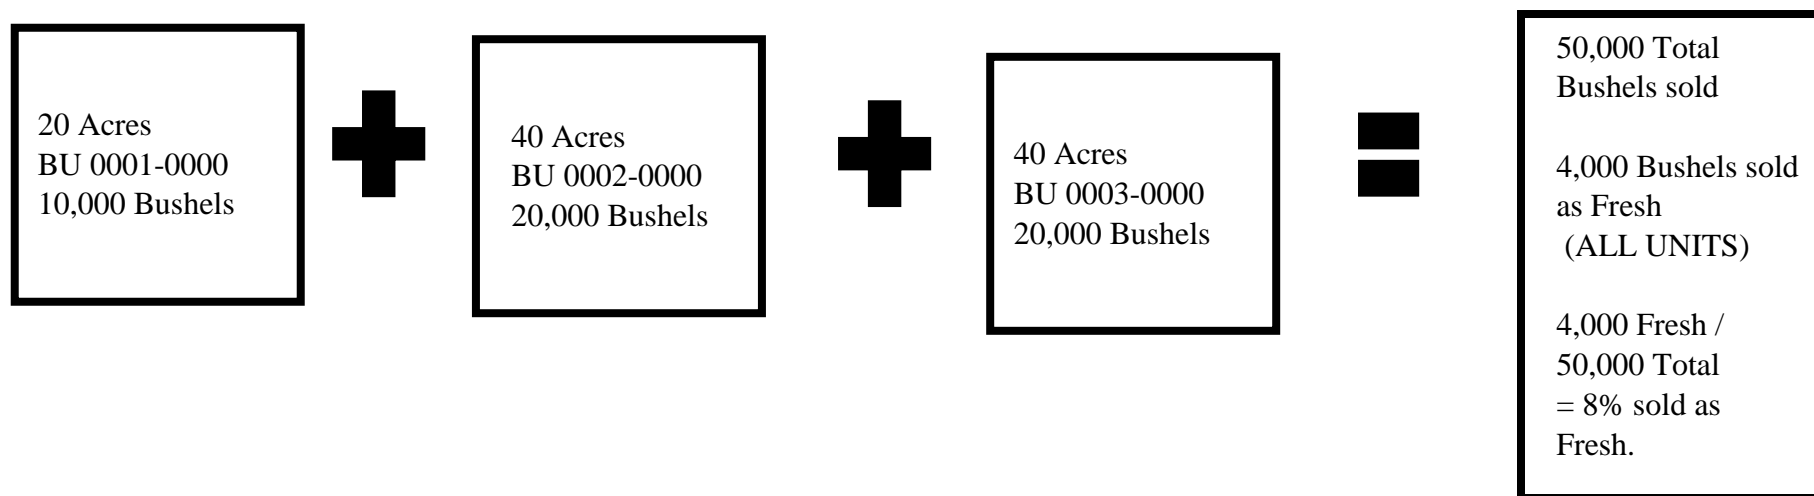 20 Acres
BU 0001-0000
10,000 Bushels
40 Acres
BU 0002-0000
20,000 Bushels
40 Acres
BU 0003-0000
20,000 Bushels
50,000 Total
Bushels sold
4,000 Bushels sold
as Fresh
(ALL UNITS)
4,000 Fresh /
50,000 Total
= 8% sold as
Fresh.